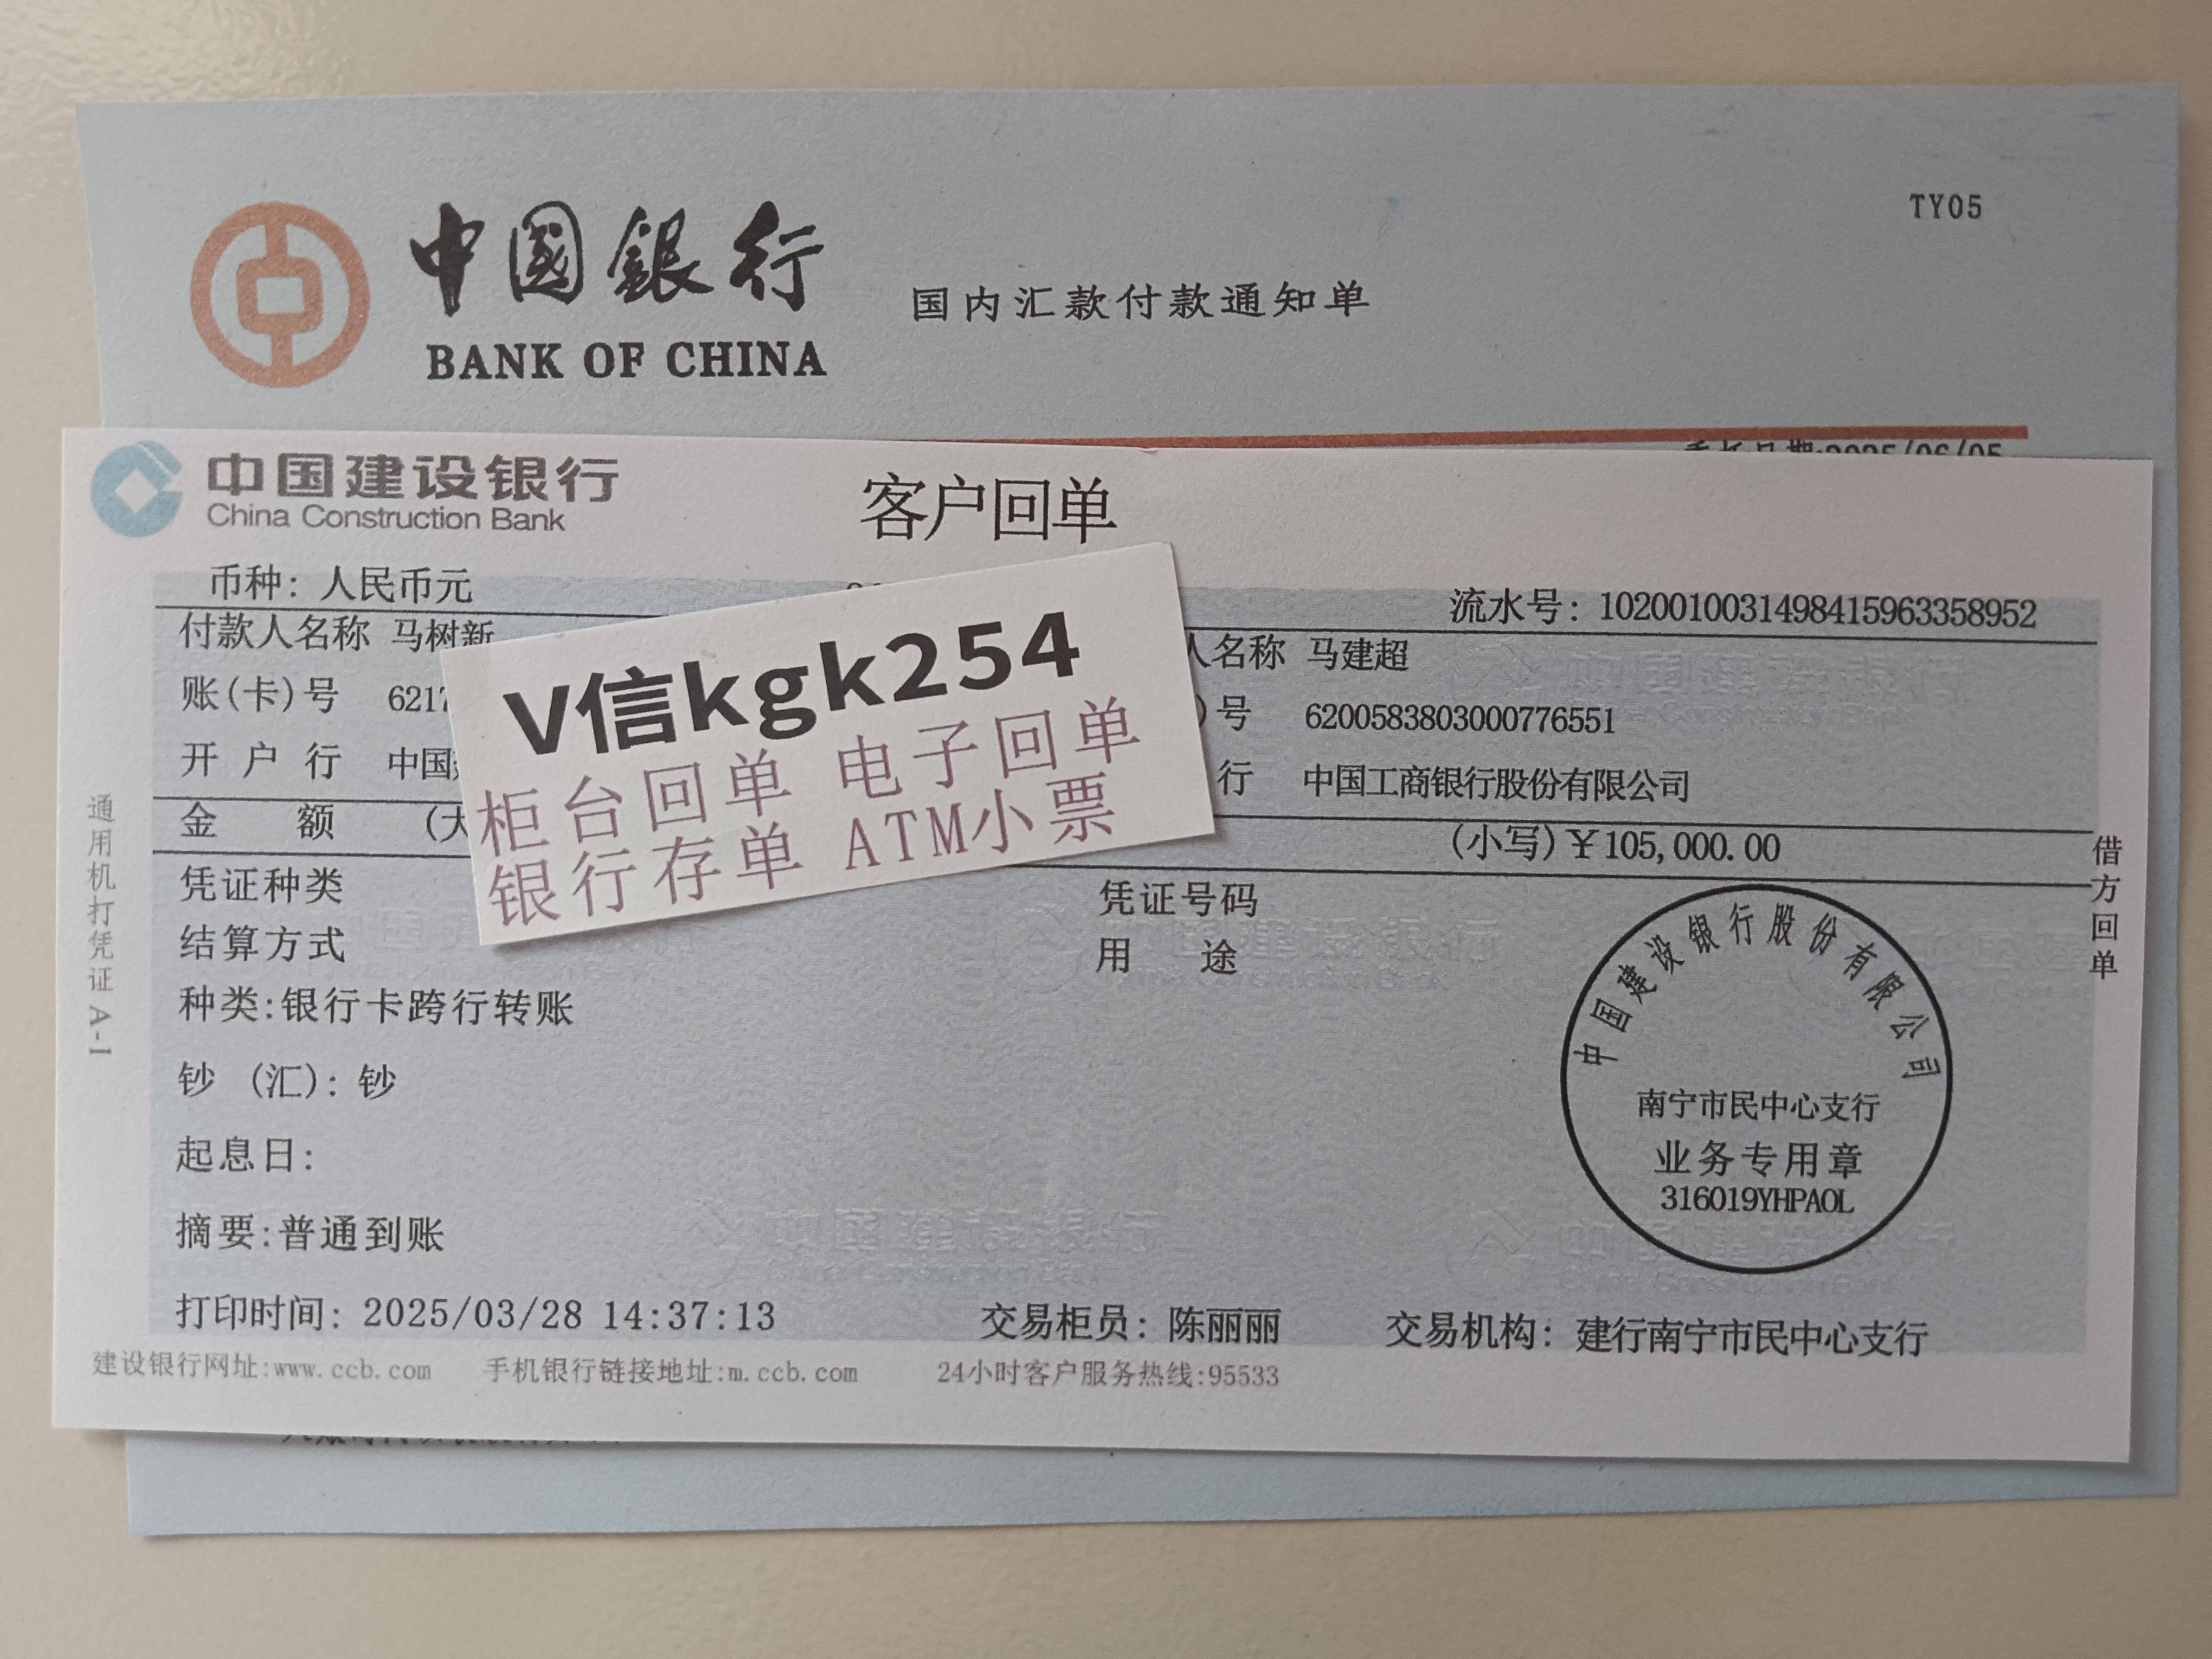 TY05
中國銀行
BANK OF CHINA
国内汇款付款通知单
中国建设银行
China Construction Bank
客户回单
币种：人民币元
流水号：1020010031498415963358952
付款人名称 马树新
人名称 马建超
账(卡)号 6217
号 6200583803000776551
开户行 中国
行 中国工商银行股份有限公司
金额 (大
(小写)￥105,000.00
V信kgk254
柜台回单 电子回单
银行存单 ATM小票
凭证种类
凭证号码
结算方式
用途
种类:银行卡跨行转账
钞 (汇)：钞
起息日：
摘要:普通到账
中国建设银行股份有限公司
南宁市民中心支行
业务专用章
316019YHPAOL
打印时间：2025/03/28 14:37:13 交易柜员：陈丽丽 交易机构：建行南宁市民中心支行
建设银行网址:www.ccb.com 手机银行链接地址:m.ccb.com 24小时客户服务热线:95533
通用机打凭证 A-1
借方回单